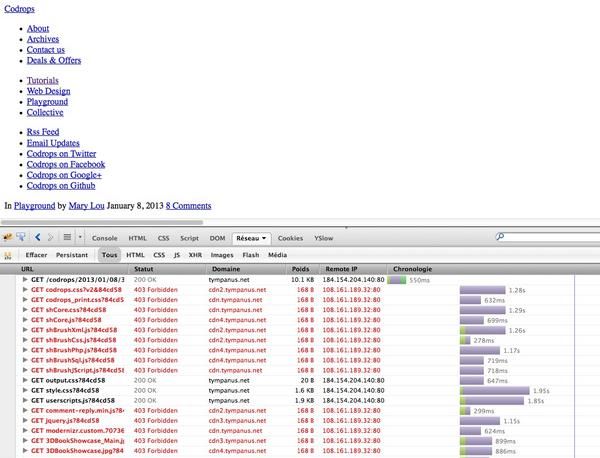 Codrops
About
Archives
Contact us
Deals & Offers
Tutorials
Web Design
Playground
Collective
Rss Feed
Email Updates
Codrops on Twitter
Codrops on Facebook
Codrops on Google+
Codrops on Github
In Playground by Mary Lou January 8, 2013 8 Comments
Console HTML CSS Script DOM Réseau Cookies YSlow
Effacer Persistant Tous HTML CSS JS XHR Images Flash Média
URL Statut Domaine Poids Remote IP Chronologie
GET /codrops/2013/01/08/3 200 OK tympanus.net 10.1 KB 184.154.204.140:80 550ms
GET codrops.css?v2&84cd58 403 Forbidden cdn2.tympanus.net 168 B 108.161.189.32:80 1.28s
GET codrops_print.css?84cd5 403 Forbidden cdn4.tympanus.net 168 B 108.161.189.32:80 632ms
GET shCore.css?84cd58 403 Forbidden cdn.tympanus.net 168 B 108.161.189.32:80 1.29s
GET shCore.js?84cd58 403 Forbidden cdn4.tympanus.net 168 B 108.161.189.32:80 699ms
GET shBrushXml.js?84cd58 403 Forbidden cdn2.tympanus.net 168 B 108.161.189.32:80 1.26s
GET shBrushCss.js?84cd58 403 Forbidden cdn2.tympanus.net 168 B 108.161.189.32:80 278ms
GET shBrushPhp.js?84cd58 403 Forbidden cdn4.tympanus.net 168 B 108.161.189.32:80 1.17s
GET shBrushSql.js?84cd58 403 Forbidden cdn4.tympanus.net 168 B 108.161.189.32:80 719ms
GET shBrushJScript.js?84cd58 403 Forbidden cdn.tympanus.net 168 B 108.161.189.32:80 718ms
GET output.css?84cd58 200 OK tympanus.net 20 B 184.154.204.140:80 647ms
GET style.css?84cd58 200 OK tympanus.net 1.6 KB 184.154.204.140:80 1.95s
GET userscripts.js?84cd58 200 OK tympanus.net 1.9 KB 184.154.204.140:80 1.85s
GET comment-reply.min.js?84 403 Forbidden cdn2.tympanus.net 168 B 108.161.189.32:80 299ms
GET jquery.js?84cd58 403 Forbidden cdn3.tympanus.net 168 B 108.161.189.32:80 1.15s
GET modernizr.custom.70736 403 Forbidden cdn.tympanus.net 168 B 108.161.189.32:80 624ms
GET 3DBookShowcase_Main.j 403 Forbidden cdn3.tympanus.net 168 B 108.161.189.32:80 899ms
GET 3DBookShowcase.jpg?84 403 Forbidden cdn4.tympanus.net 168 B 108.161.189.32:80 886ms